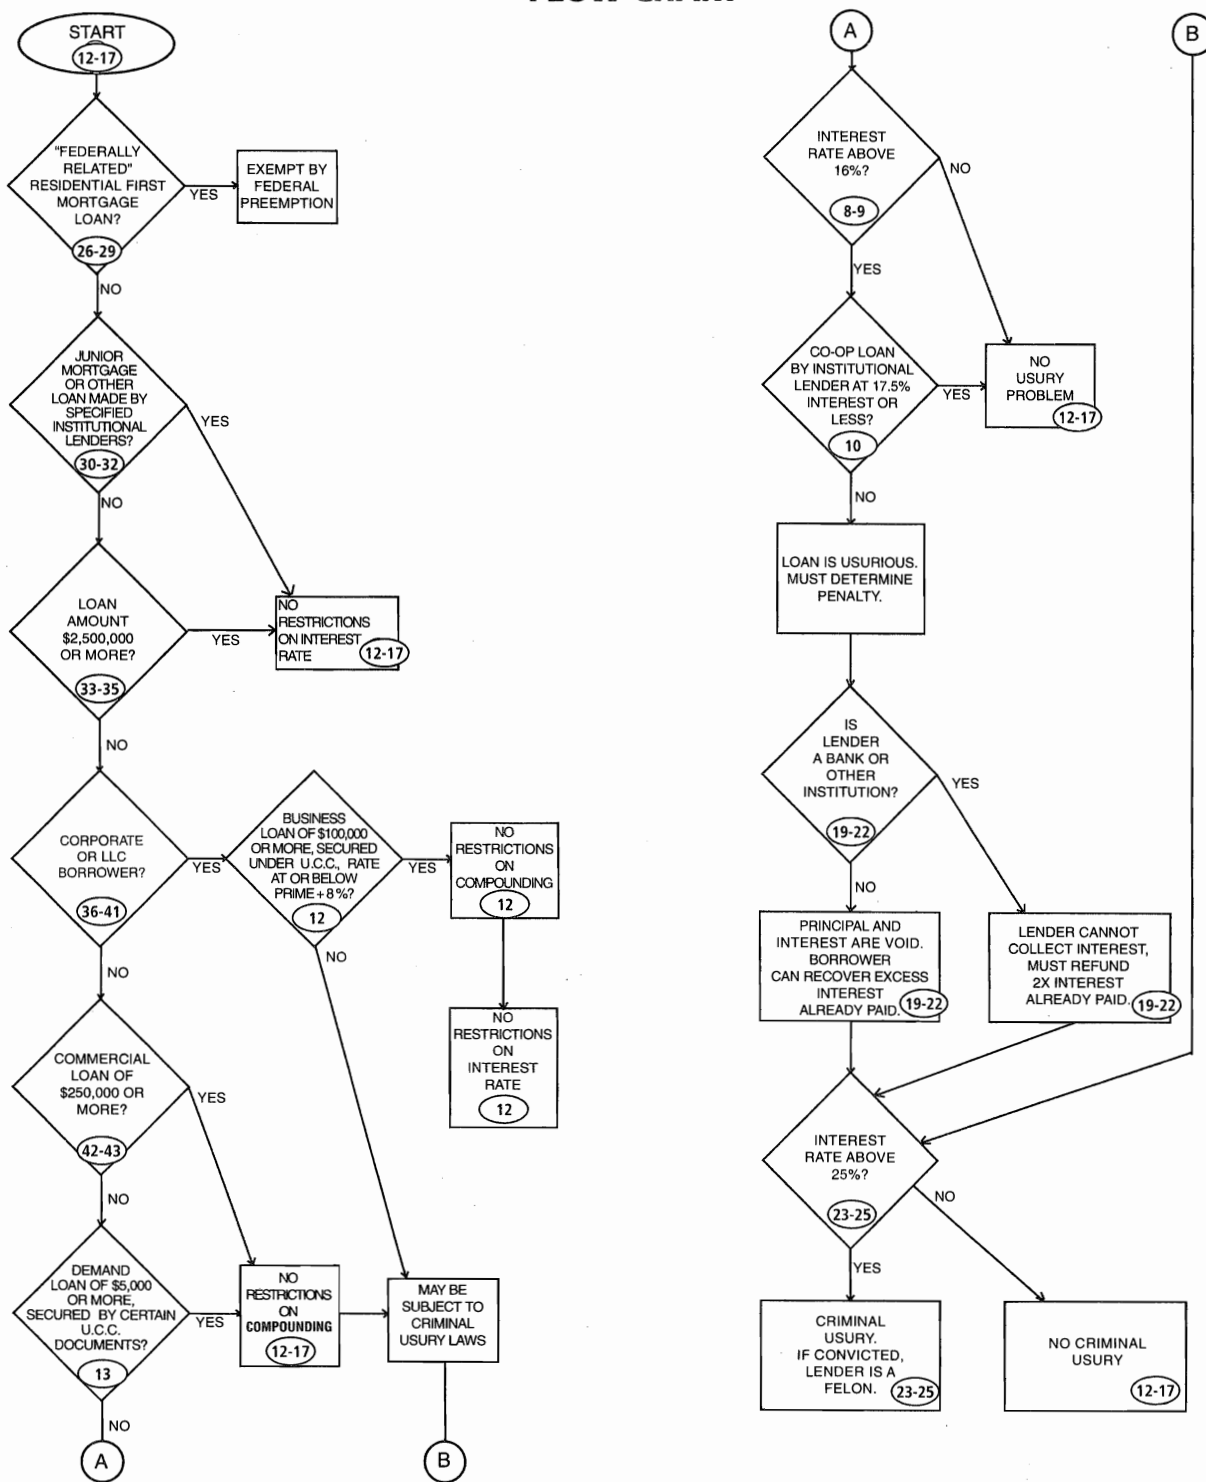 START
12-17
"FEDERALLY
RELATED"
RESIDENTIAL FIRST
MORTGAGE
LOAN?
26-29
YES
EXEMPT BY
FEDERAL
PREEMPTION
NO
JUNIOR
MORTGAGE
OR OTHER
LOAN MADE BY
SPECIFIED
INSTITUTIONAL
LENDERS?
30-32
YES
NO
LOAN
AMOUNT
$2,500,000
OR MORE?
33-35
YES
NO
RESTRICTIONS
ON INTEREST
RATE
12-17
NO
CORPORATE
OR LLC
BORROWER?
36-41
YES
BUSINESS
LOAN OF $100,000
OR MORE, SECURED
UNDER U.C.C., RATE
AT OR BELOW
PRIME+8%?
12
YES
NO
RESTRICTIONS
ON
COMPOUNDING
12
NO
RESTRICTIONS
ON
INTEREST
RATE
12
NO
NO
COMMERCIAL
LOAN OF
$250,000 OR
MORE?
42-43
YES
NO
DEMAND
LOAN OF $5,000
OR MORE,
SECURED BY CERTAIN
U.C.C.
DOCUMENTS?
13
YES
NO
RESTRICTIONS
ON
COMPOUNDING
12-17
MAY BE
SUBJECT TO
CRIMINAL
USURY LAWS
NO
A
B
A
B
INTEREST
RATE ABOVE
16%?
8-9
NO
YES
CO-OP LOAN
BY INSTITUTIONAL
LENDER AT 17.5%
INTEREST OR
LESS?
10
YES
NO
USURY
PROBLEM
12-17
NO
LOAN IS USURIOUS.
MUST DETERMINE
PENALTY.
IS
LENDER
A BANK OR
OTHER
INSTITUTION?
19-22
YES
NO
PRINCIPAL AND
INTEREST ARE VOID.
BORROWER
CAN RECOVER EXCESS
INTEREST
ALREADY PAID.
19-22
LENDER CANNOT
COLLECT INTEREST,
MUST REFUND
2X INTEREST
ALREADY PAID.
19-22
INTEREST
RATE ABOVE
25%?
23-25
NO
YES
CRIMINAL
USURY.
IF CONVICTED,
LENDER IS A
FELON.
23-25
NO CRIMINAL
USURY
12-17